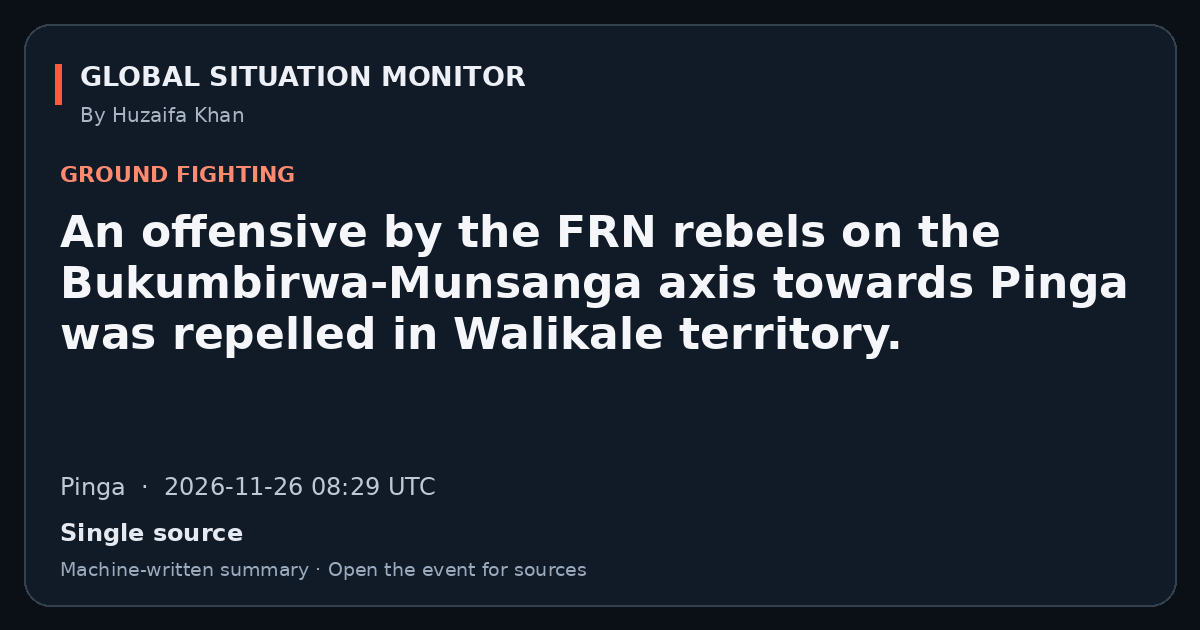 GLOBAL SITUATION MONITOR
By Huzaifa Khan
GROUND FIGHTING
An offensive by the FRN rebels on the
Bukumbirwa-Munsanga axis towards Pinga
was repelled in Walikale territory.
Pinga · 2026-11-26 08:29 UTC
Single source
Machine-written summary · Open the event for sources